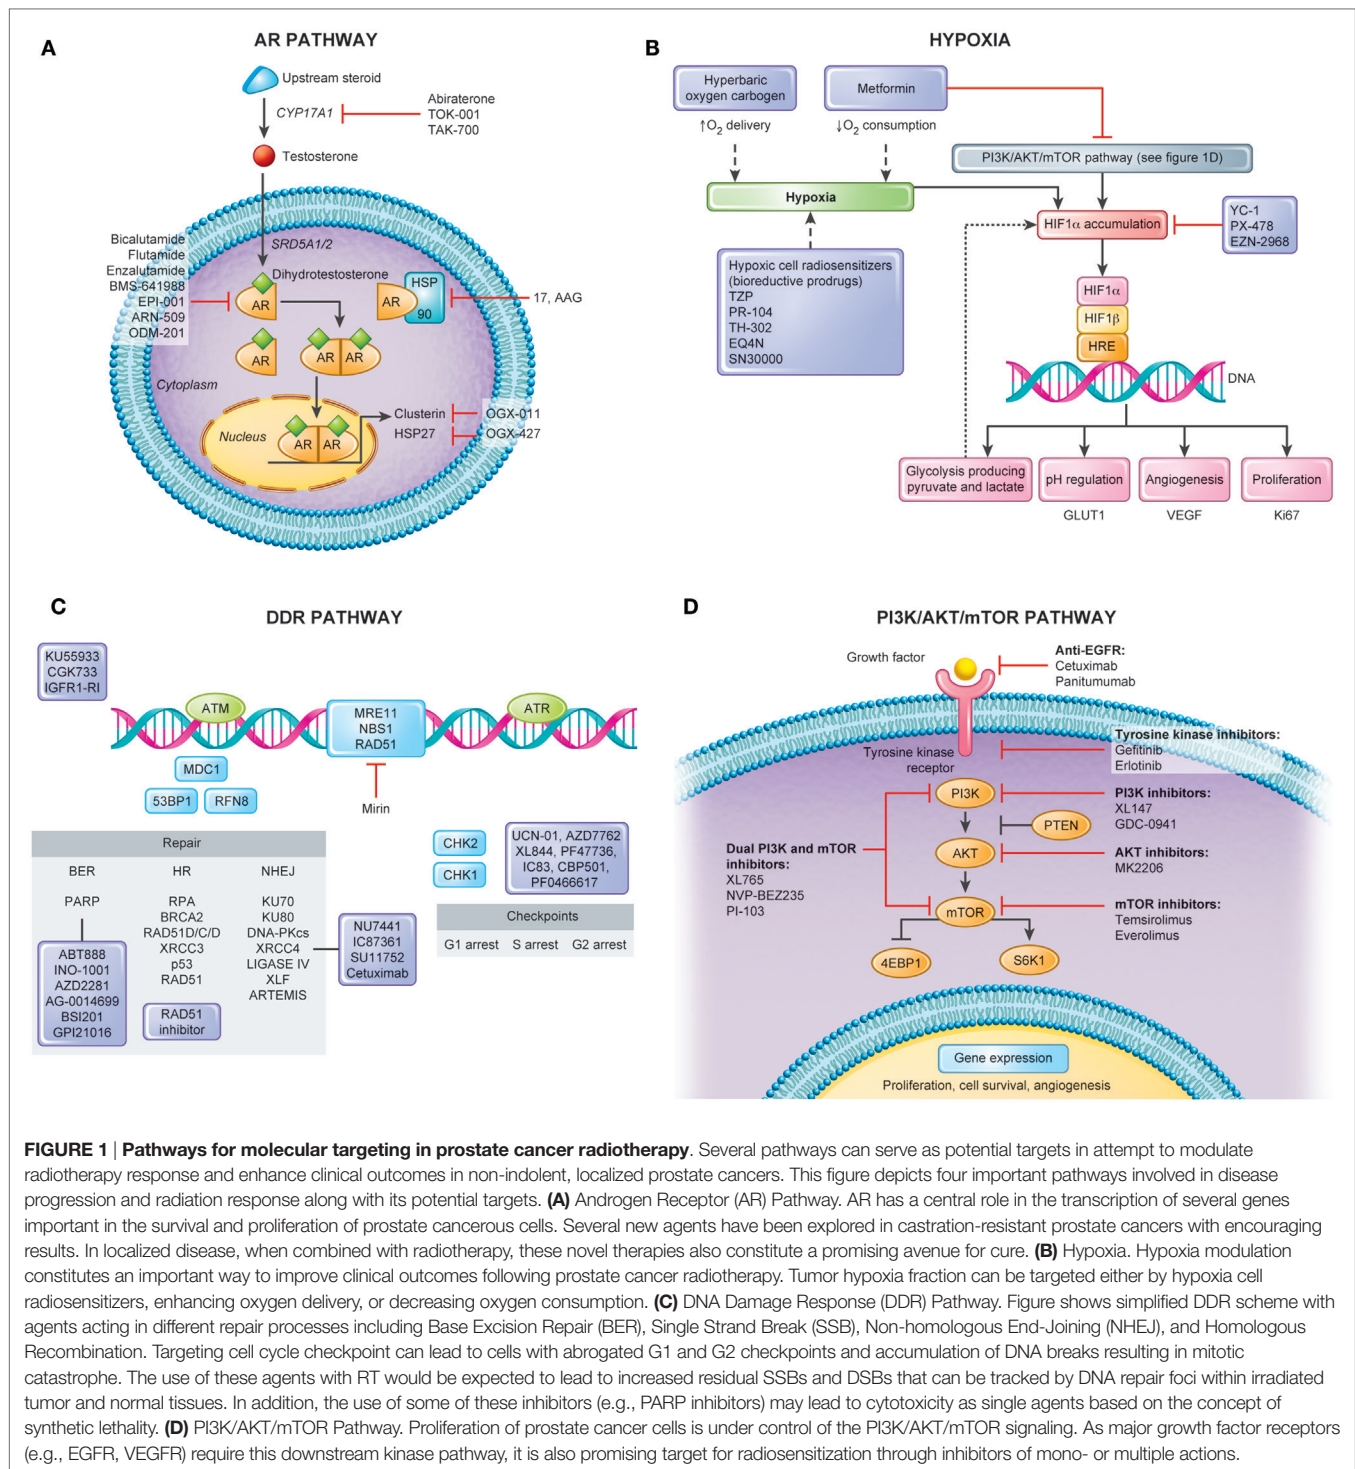 A
AR PATHWAY
Upstream steroid
CYP17A1
Abiraterone
TOK-001
TAK-700
Testosterone
SRD5A1/2
Bicalutamide
Flutamide
Enzalutamide
BMS-641988
EPI-001
ARN-509
ODM-201
Dihydrotestosterone
AR
AR
HSP
90
17, AAG
AR
AR
AR
Cytoplasm
Nucleus
AR
AR
Clusterin
HSP27
OGX-011
OGX-427
B
HYPOXIA
Hyperbaric
oxygen carbogen
Metformin
↑O2 delivery
↓O2 consumption
PI3K/AKT/mTOR pathway (see figure 1D)
Hypoxia
HIF1α accumulation
YC-1
PX-478
EZN-2968
Hypoxic cell radiosensitizers
(bioreductive prodrugs)
TZP
PR-104
TH-302
EQ4N
SN30000
HIF1α
HIF1β
HRE
DNA
Glycolysis producing
pyruvate and lactate
pH regulation
Angiogenesis
Proliferation
GLUT1
VEGF
Ki67
C
DDR PATHWAY
KU55933
CGK733
IGFR1-RI
ATM
MRE11
NBS1
RAD51
ATR
MDC1
53BP1
RFN8
Mirin
Repair
BER
HR
NHEJ
PARP
RPA
BRCA2
RAD51D/C/D
XRCC3
p53
RAD51
KU70
KU80
DNA-PKcs
XRCC4
LIGASE IV
XLF
ARTEMIS
ABT888
INO-1001
AZD2281
AG-0014699
BSI201
GPI21016
RAD51
inhibitor
NU7441
IC87361
SU11752
Cetuximab
CHK2
CHK1
UCN-01, AZD7762
XL844, PF47736,
IC83, CBP501,
PF0466617
Checkpoints
G1 arrest
S arrest
G2 arrest
D
PI3K/AKT/mTOR PATHWAY
Growth factor
Anti-EGFR:
Cetuximab
Panitumumab
Tyrosine kinase
receptor
Tyrosine kinase inhibitors:
Gefitinib
Erlotinib
PI3K
PI3K inhibitors:
XL147
GDC-0941
PTEN
Dual PI3K and mTOR
inhibitors:
XL765
NVP-BEZ235
PI-103
AKT
AKT inhibitors:
MK2206
mTOR
mTOR inhibitors:
Temsirolimus
Everolimus
4EBP1
S6K1
Gene expression
Proliferation, cell survival, angiogenesis
FIGURE 1 | Pathways for molecular targeting in prostate cancer radiotherapy. Several pathways can serve as potential targets in attempt to modulate
radiotherapy response and enhance clinical outcomes in non-indolent, localized prostate cancers. This figure depicts four important pathways involved in disease
progression and radiation response along with its potential targets. (A) Androgen Receptor (AR) Pathway. AR has a central role in the transcription of several genes
important in the survival and proliferation of prostate cancerous cells. Several new agents have been explored in castration-resistant prostate cancers with encouraging
results. In localized disease, when combined with radiotherapy, these novel therapies also constitute a promising avenue for cure. (B) Hypoxia. Hypoxia modulation
constitutes an important way to improve clinical outcomes following prostate cancer radiotherapy. Tumor hypoxia fraction can be targeted either by hypoxia cell
radiosensitizers, enhancing oxygen delivery, or decreasing oxygen consumption. (C) DNA Damage Response (DDR) Pathway. Figure shows simplified DDR scheme with
agents acting in different repair processes including Base Excision Repair (BER), Single Strand Break (SSB), Non-homologous End-Joining (NHEJ), and Homologous
Recombination. Targeting cell cycle checkpoint can lead to cells with abrogated G1 and G2 checkpoints and accumulation of DNA breaks resulting in mitotic
catastrophe. The use of these agents with RT would be expected to lead to increased residual SSBs and DSBs that can be tracked by DNA repair foci within irradiated
tumor and normal tissues. In addition, the use of some of these inhibitors (e.g., PARP inhibitors) may lead to cytotoxicity as single agents based on the concept of
synthetic lethality. (D) PI3K/AKT/mTOR Pathway. Proliferation of prostate cancer cells is under control of the PI3K/AKT/mTOR signaling. As major growth factor receptors
(e.g., EGFR, VEGFR) require this downstream kinase pathway, it is also promising target for radiosensitization through inhibitors of mono- or multiple actions.